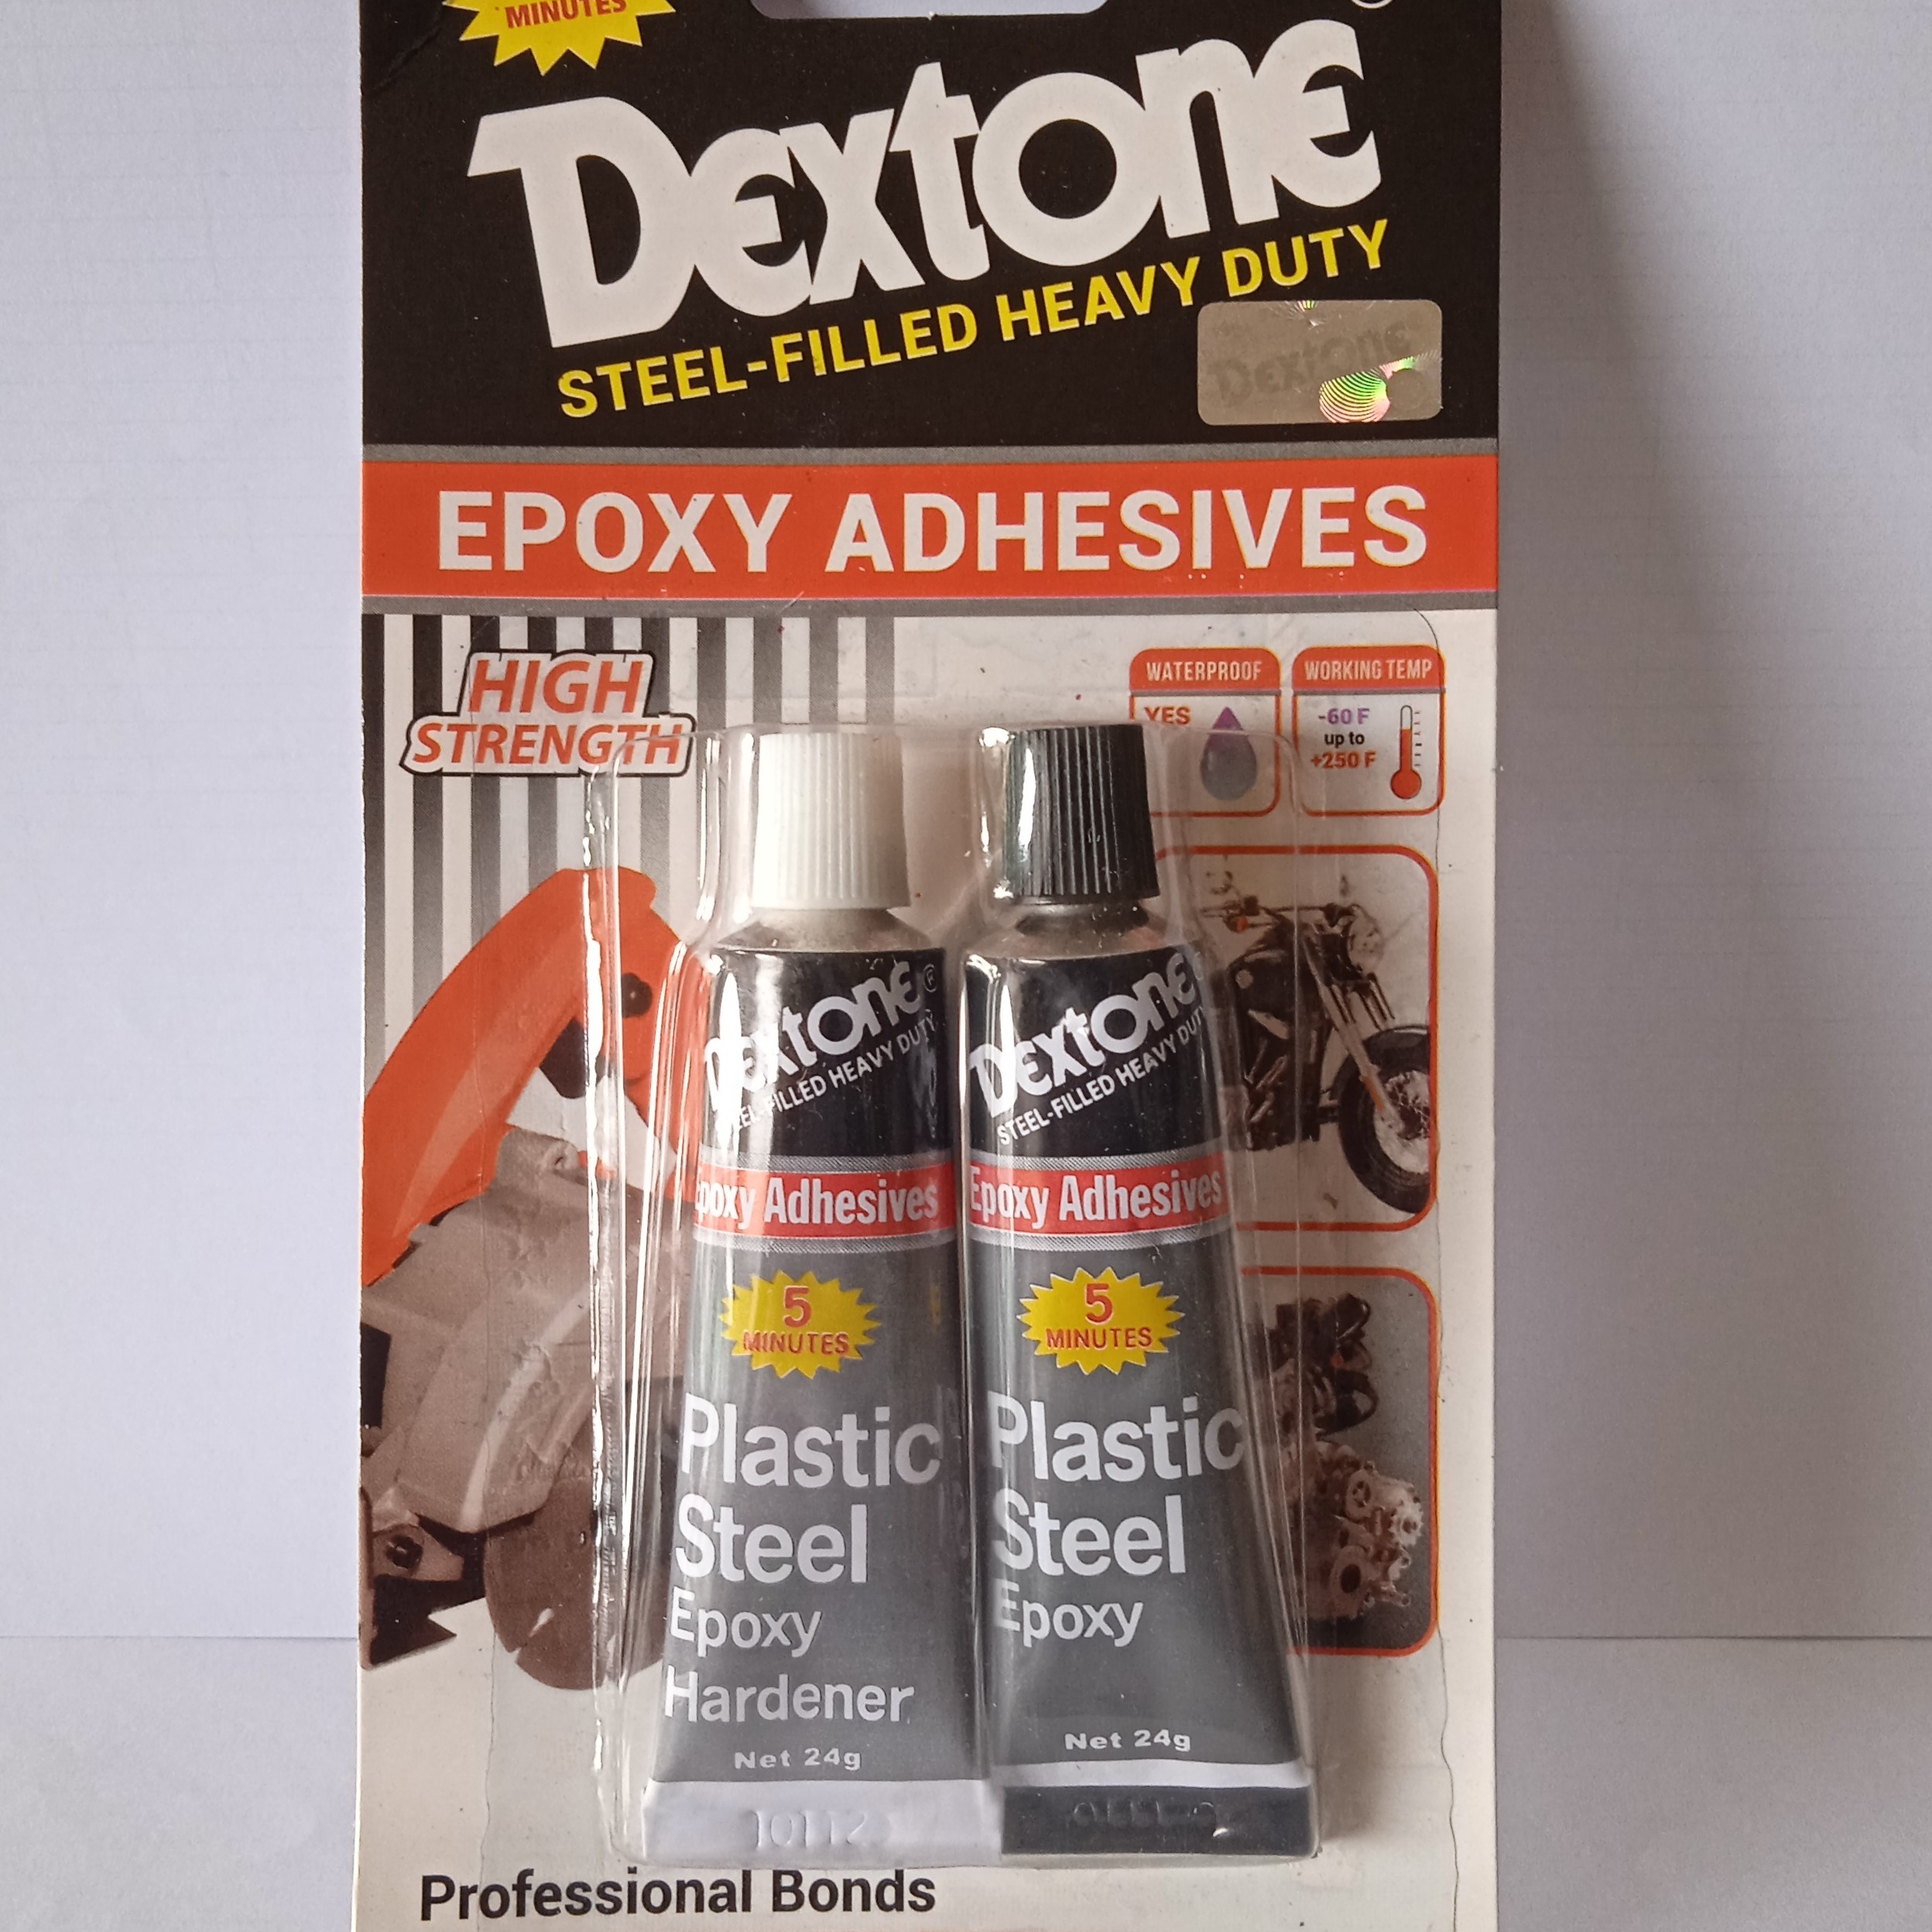 MINUTES
Dextone
STEEL-FILLED HEAVY DUTY
Dextone
EPOXY ADHESIVES
HIGH
STRENGTH
WATERPROOF
YES
WORKING TEMP
-60 F
up to
+250 F
Dextone®
STEEL-FILLED HEAVY DUTY
Epoxy Adhesives
5
MINUTES
Plastic
Steel
Epoxy
Hardener
Net 24g
Dextone
STEEL-FILLED HEAVY DUTY
Epoxy Adhesives
5
MINUTES
Plastic
Steel
Epoxy
Net 24g
Professional Bonds